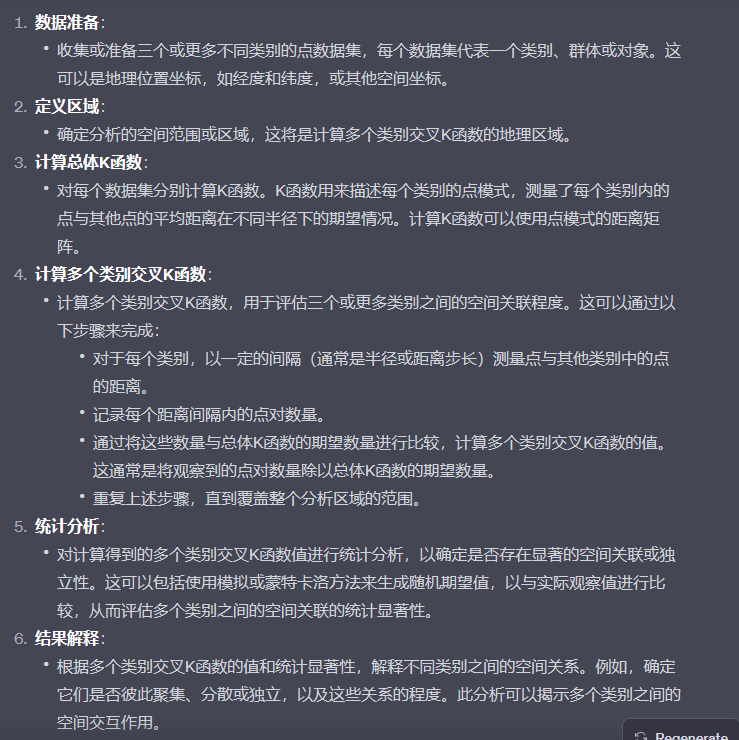 1. 数据准备：
• 收集或准备三个或更多不同类别的点数据集，每个数据集代表一个类别、群体或对象。这
可以是地理位置坐标，如经度和纬度，或其他空间坐标。
2. 定义区域：
• 确定分析的空间范围或区域，这将是计算多个类别交叉K函数的地理区域。
3. 计算总体K函数：
• 对每个数据集分别计算K函数。K函数用来描述每个类别的点模式，测量了每个类别内的
点与其他点的平均距离在不同半径下的期望情况。计算K函数可以使用点模式的距离矩
阵。
4. 计算多个类别交叉K函数：
• 计算多个类别交叉K函数，用于评估三个或更多类别之间的空间关联程度。这可以通过以
下步骤来完成：
• 对于每个类别，以一定的间隔（通常是半径或距离步长）测量点与其他类别中的点
的距离。
• 记录每个距离间隔内的点对数量。
• 通过将这些数量与总体K函数的期望数量进行比较，计算多个类别交叉K函数的值。
这通常是将观察到的点对数量除以总体K函数的期望数量。
• 重复上述步骤，直到覆盖整个分析区域的范围。
5. 统计分析：
• 对计算得到的多个类别交叉K函数值进行统计分析，以确定是否存在显著的空间关联或独
立性。这可以包括使用模拟或蒙特卡洛方法来生成随机期望值，以与实际观察值进行比
较，从而评估多个类别之间的空间关联的统计显著性。
6. 结果解释：
• 根据多个类别交叉K函数的值和统计显著性，解释不同类别之间的空间关系。例如，确定
它们是否彼此聚集、分散或独立，以及这些关系的程度。此分析可以揭示多个类别之间的
空间交互作用。
Regenerate